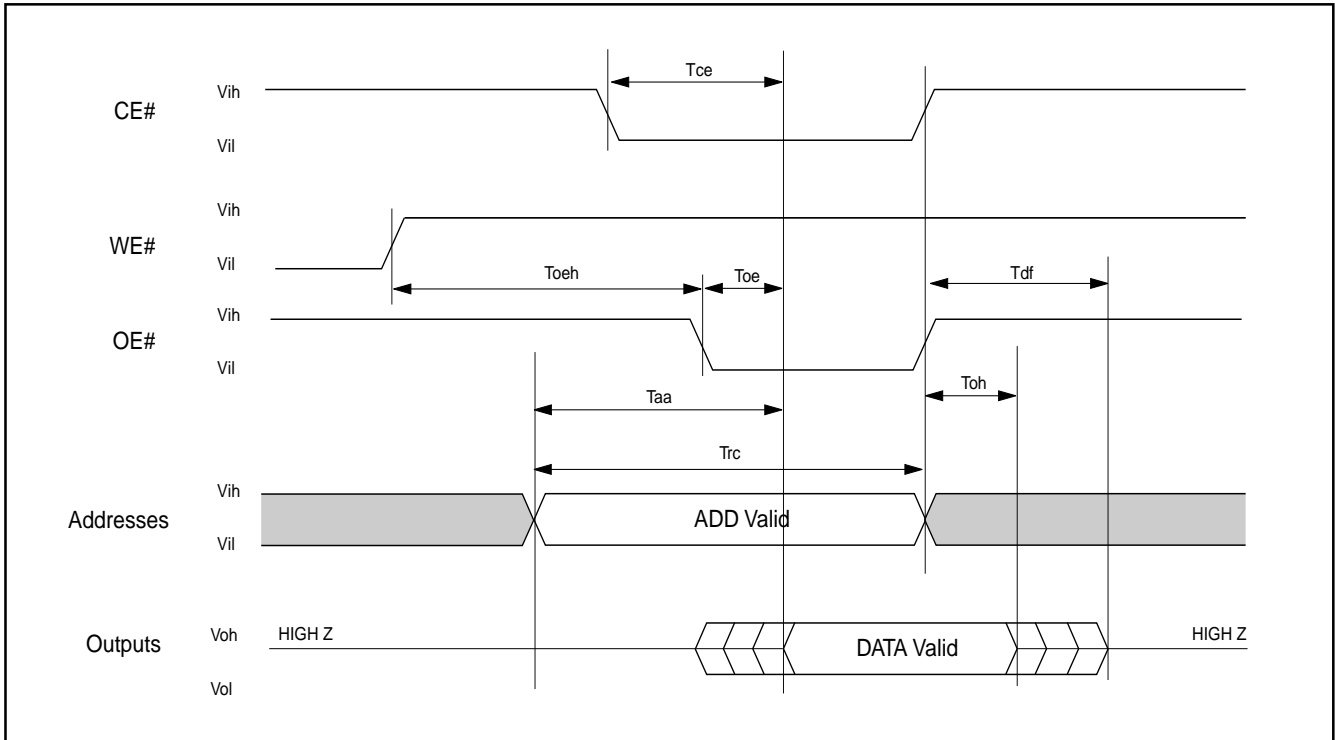 Tce
Vih
CE#
Vil
Vih
WE#
Vil
Toeh
Toe
Tdf
Vih
OE#
Vil
Toh
Taa
Trc
Vih
Addresses
ADD Valid
Vil
Voh
HIGH Z
HIGH Z
Outputs
DATA Valid
Vol